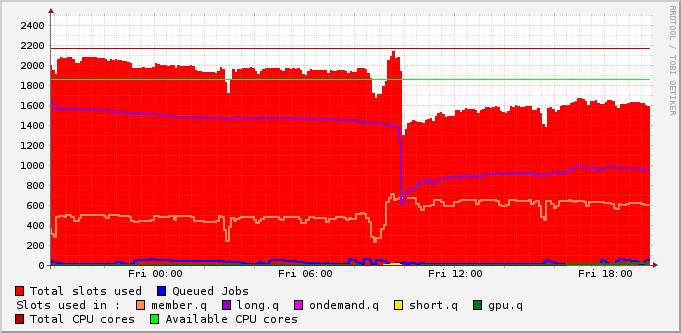 2400
2200
2000
1800
1600
1400
1200
1000
800
600
400
200
0
Fri 00:00 Fri 06:00 Fri 12:00 Fri 18:00
RRDTOOL / TOBI OETIKER
Total slots used Queued Jobs
Slots used in : member.q long.q ondemand.q short.q gpu.q
Total CPU cores Available CPU cores